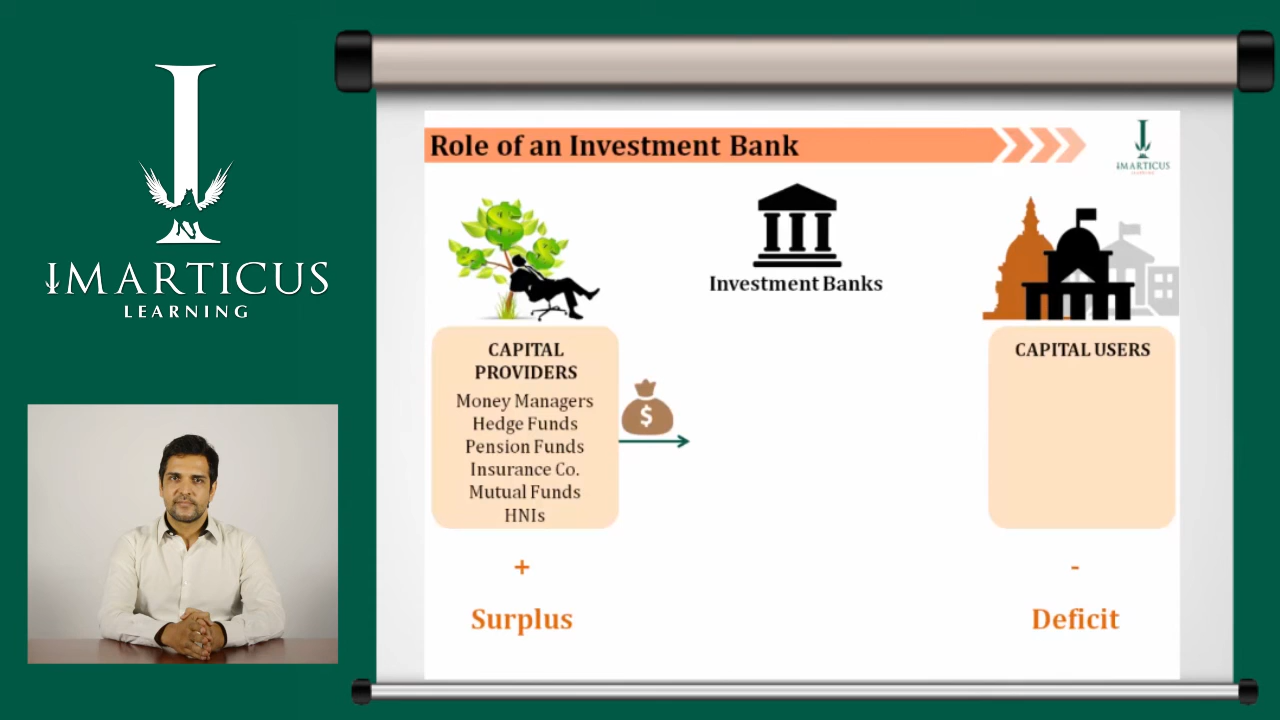 IMARTICUS
LEARNING
Role of an Investment Bank
IMARTICUS
LEARNING
Investment Banks
CAPITAL
PROVIDERS
Money Managers
Hedge Funds
Pension Funds
Insurance Co.
Mutual Funds
HNIs
$
CAPITAL USERS
+
Surplus
-
Deficit